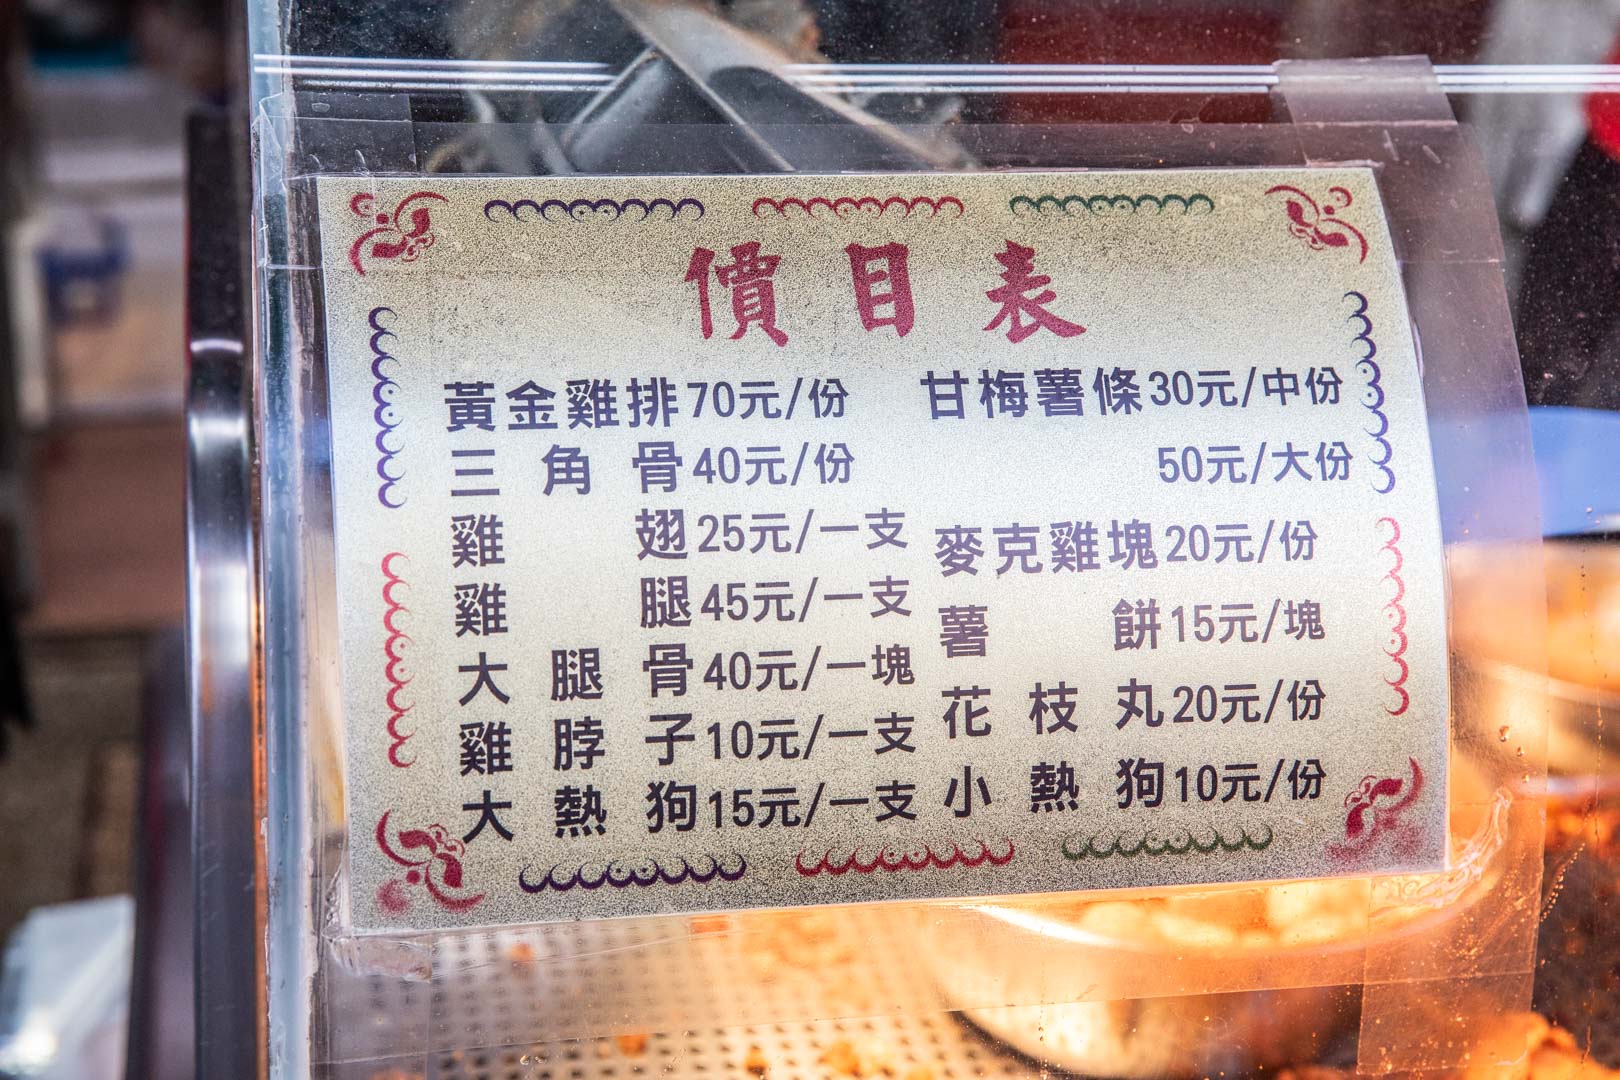 價目表
黃金雞排70元/份
三角骨40元/份
雞翅25元/一支
雞腿45元/一支
大腿骨40元/一塊
雞脖子10元/一支
大熱狗15元/一支
甘梅薯條30元/中份
50元/大份
麥克雞塊20元/份
薯餅15元/塊
花枝丸20元/份
小熱狗10元/份